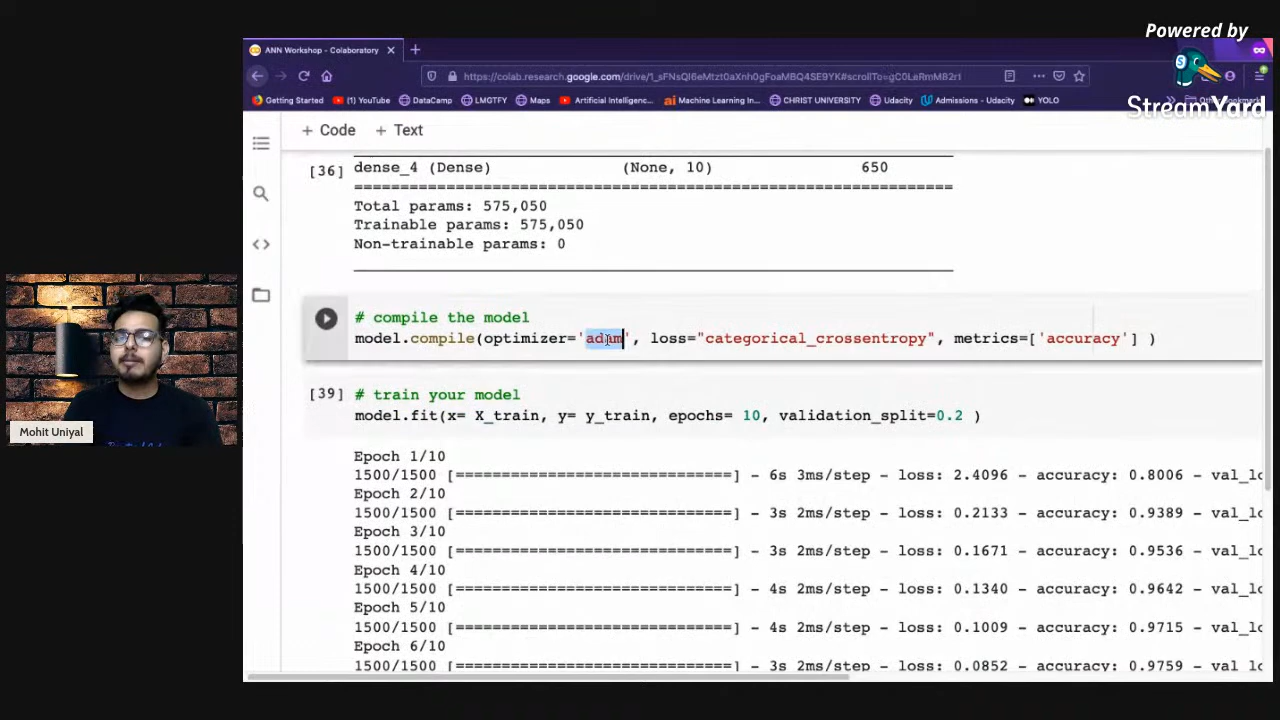 Powered by
StreamYard
ANN Workshop - Colaboratory
https://colab.research.google.com/drive/1_sFNsQI6eMtzt0aXnh0gFoaMBQ4SE9YK#scrollTo=gC0LeRmM82rI
Getting Started
(1) YouTube
DataCamp
LMGTFY
Maps
Artificial Intelligenc...
Machine Learning In...
CHRIST UNIVERSITY
Udacity
Admissions - Udacity
YOLO
+ Code + Text
[36] dense_4 (Dense) (None, 10) 650
=================================================================
Total params: 575,050
Trainable params: 575,050
Non-trainable params: 0
# compile the model
model.compile(optimizer='adam', loss="categorical_crossentropy", metrics=['accuracy'] )
[39] # train your model
model.fit(x= X_train, y= y_train, epochs= 10, validation_split=0.2 )
Epoch 1/10
1500/1500 [==============================] - 6s 3ms/step - loss: 2.4096 - accuracy: 0.8006 - val_lo
Epoch 2/10
1500/1500 [==============================] - 3s 2ms/step - loss: 0.2133 - accuracy: 0.9389 - val_lo
Epoch 3/10
1500/1500 [==============================] - 3s 2ms/step - loss: 0.1671 - accuracy: 0.9536 - val_lo
Epoch 4/10
1500/1500 [==============================] - 4s 2ms/step - loss: 0.1340 - accuracy: 0.9642 - val_lo
Epoch 5/10
1500/1500 [==============================] - 4s 2ms/step - loss: 0.1009 - accuracy: 0.9715 - val_lo
Epoch 6/10
1500/1500 [==============================] - 3s 2ms/step - loss: 0.0852 - accuracy: 0.9759 - val_lo
Mohit Uniyal